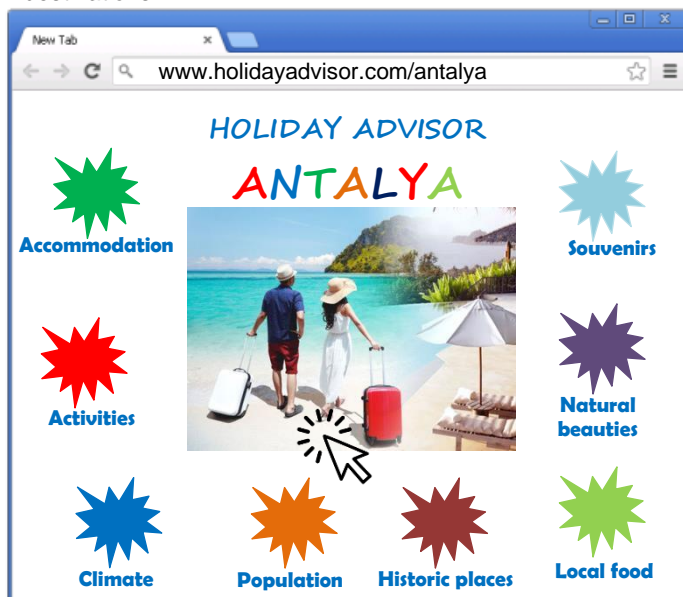 New Tab
www.holidayadvisor.com/antalya
HOLIDAY ADVISOR
ANTALYA
Accommodation
Souvenirs
Activities
Natural
beauties
Climate
Population
Historic places
Local food